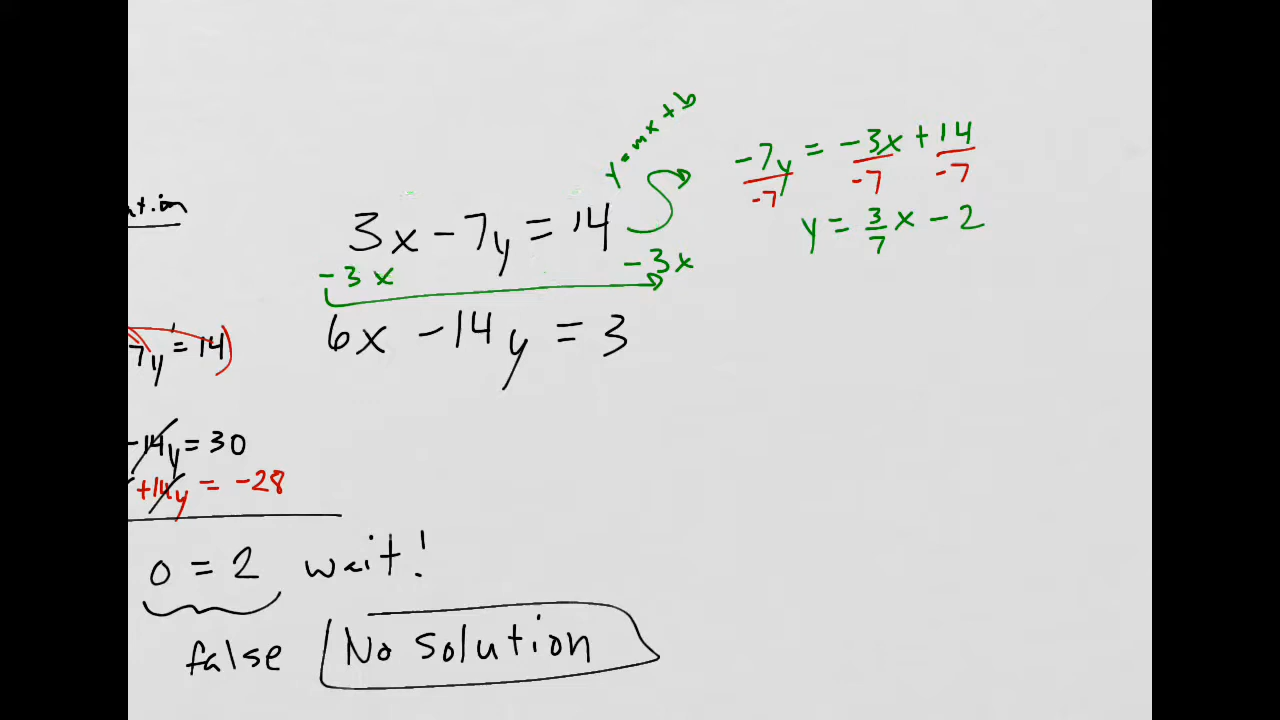 y = mx + b
-7y = -3x + 14
-7 -7 -7
y = 3/7 x - 2
3x - 7y = 14
-3x -3x
6x - 14y = 3
7y = 14)
-14y = 30
+14y = -28
0 = 2 wait!
false No solution